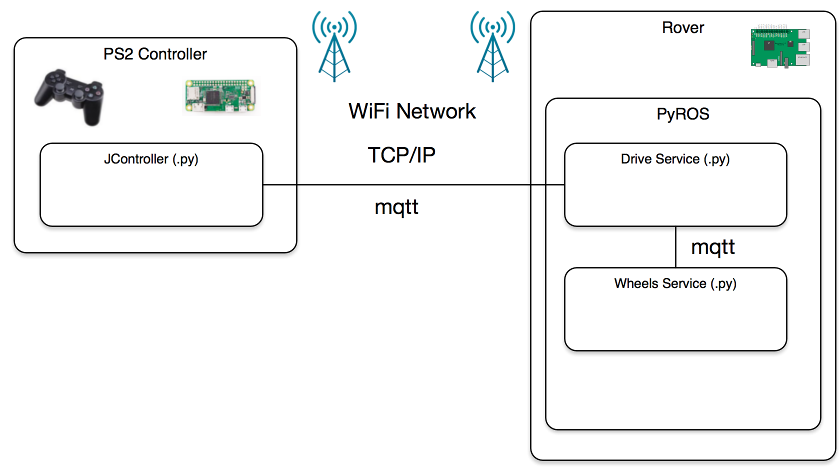 PS2 Controller
JController (.py)
WiFi Network
TCP/IP
mqtt
Rover
PyROS
Drive Service (.py)
mqtt
Wheels Service (.py)